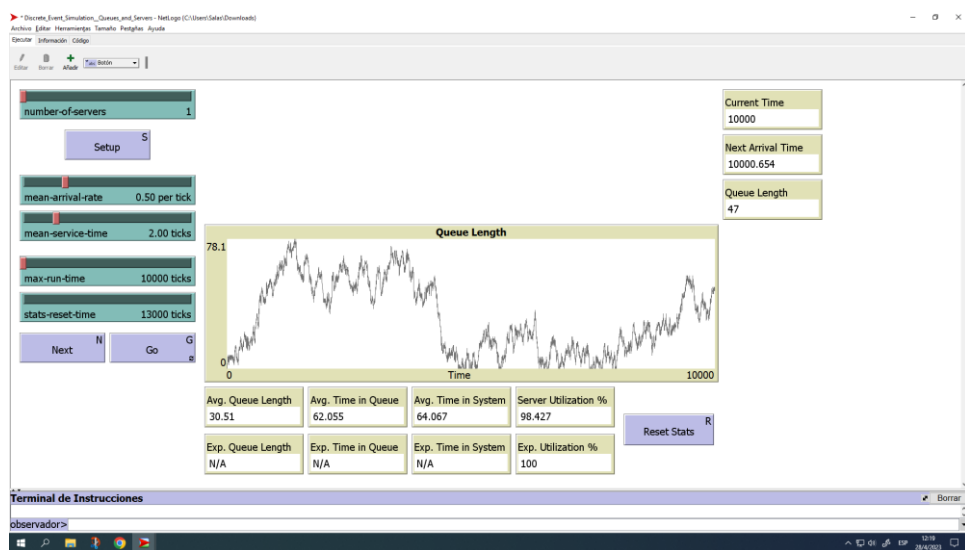 * Discrete_Event_Simulation__Queues_and_Servers - NetLogo {C:\Users\Salas\Downloads}
Archivo Editar Herramientas Tamaño Pestañas Ayuda
Ejecutar Información Código
Editar Borrar Añadir Botón
number-of-servers 1
S
Setup
mean-arrival-rate 0.50 per tick
mean-service-time 2.00 ticks
max-run-time 10000 ticks
stats-reset-time 13000 ticks
N
Next
G
Go
Current Time
10000
Next Arrival Time
10000.654
Queue Length
47
Queue Length
78.1
0
0 Time 10000
Avg. Queue Length Avg. Time in Queue Avg. Time in System Server Utilization %
30.51 62.055 64.067 98.427
Exp. Queue Length Exp. Time in Queue Exp. Time in System Exp. Utilization %
N/A N/A N/A 100
R
Reset Stats
Terminal de Instrucciones Borrar
observador>
ESP 12:19
28/4/2023